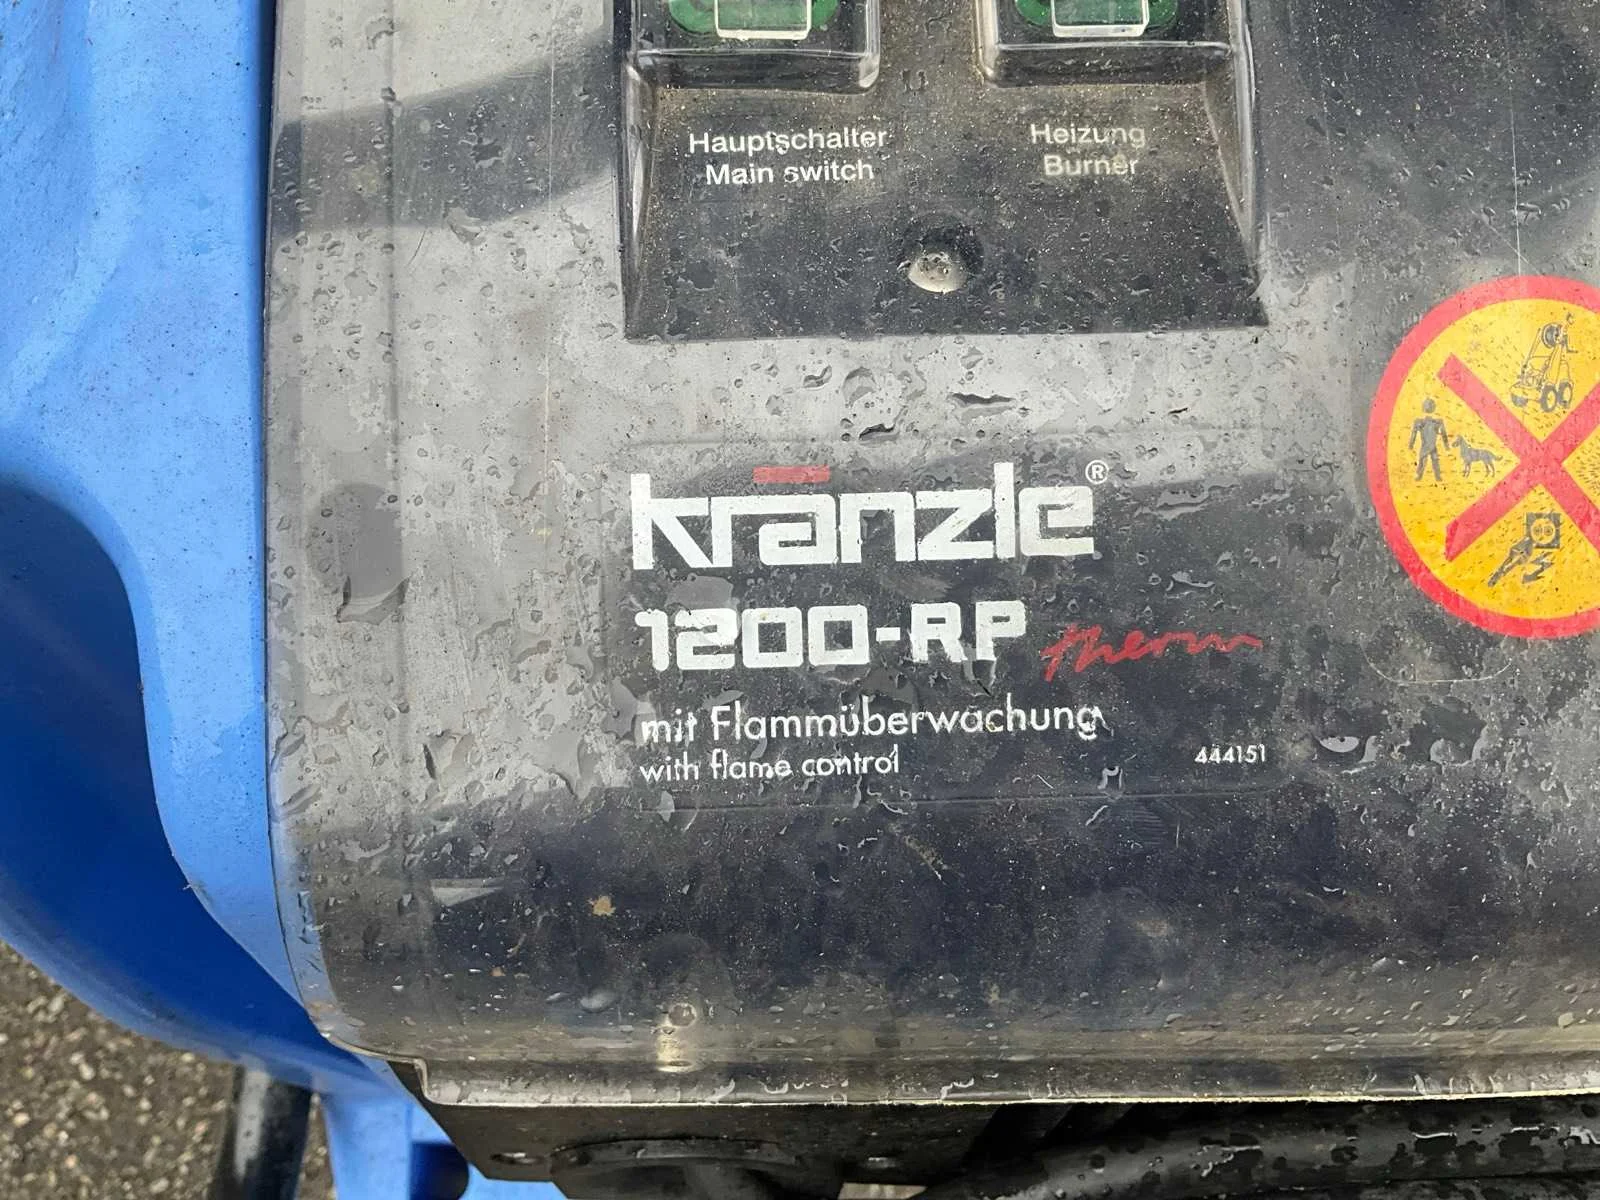 Hauptschalter
Main switch
Heizung
Burner
kränzle®
1200-RP therm
mit Flammüberwachung
with flame control
444151